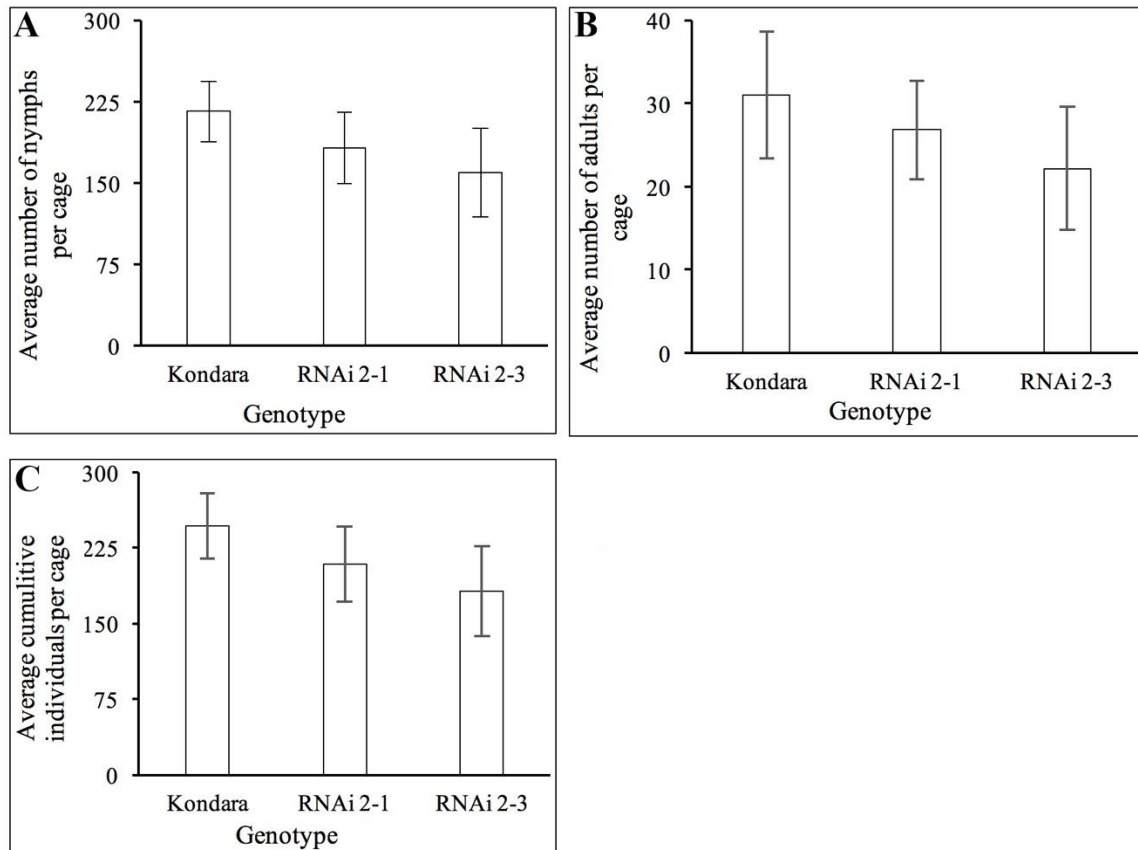 A
Average number of nymphs
per cage
300
225
150
75
0
Kondara RNAi 2-1 RNAi 2-3
Genotype
B
Average number of adults per
cage
40
30
20
10
0
Kondara RNAi 2-1 RNAi 2-3
Genotype
C
Average cumulitive
individuals per cage
300
225
150
75
0
Kondara RNAi 2-1 RNAi 2-3
Genotype